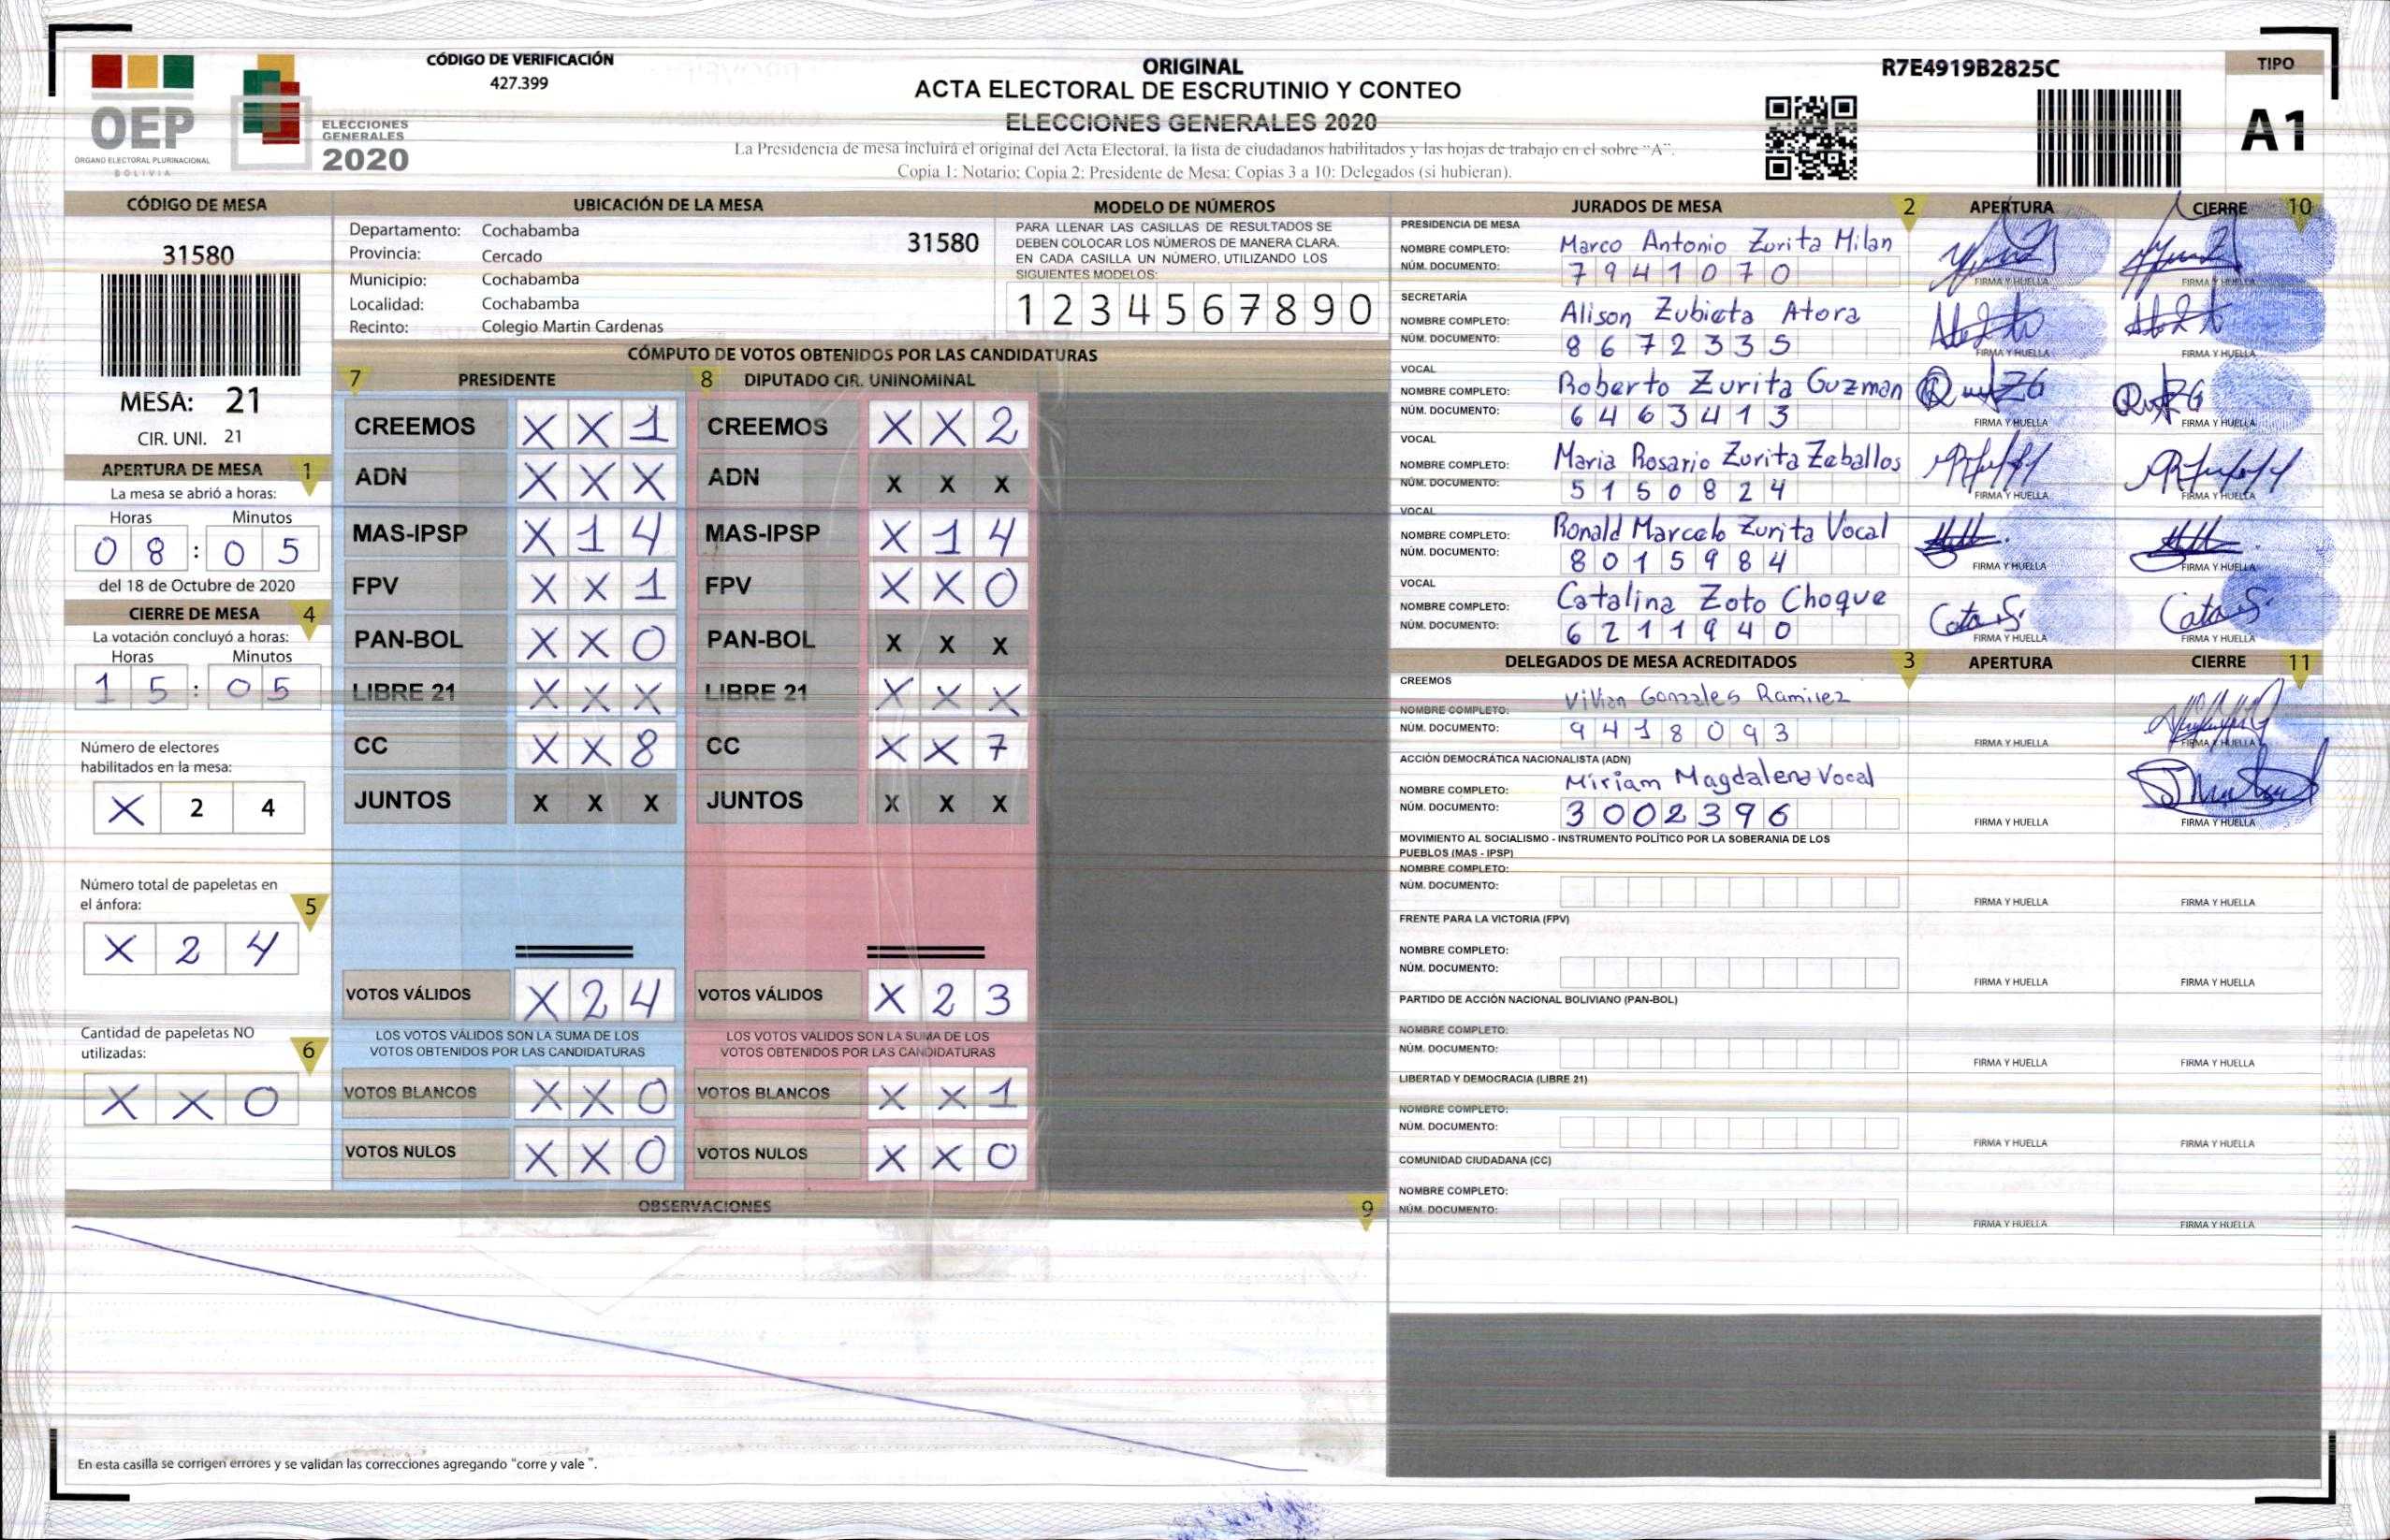 OEP
ÓRGANO ELECTORAL PLURINACIONAL
BOLIVIA
ELECCIONES
GENERALES
2020
CÓDIGO DE VERIFICACIÓN
427.399
ORIGINAL
ACTA ELECTORAL DE ESCRUTINIO Y CONTEO
ELECCIONES GENERALES 2020
La Presidencia de mesa incluirá el original del Acta Electoral, la lista de ciudadanos habilitados y las hojas de trabajo en el sobre "A".
Copia 1: Notario; Copia 2: Presidente de Mesa; Copias 3 a 10: Delegados (si hubieran).
R7E4919B2825C
TIPO
A1
CÓDIGO DE MESA
31580
MESA: 21
CIR. UNI. 21
APERTURA DE MESA 1
La mesa se abrió a horas:
Horas Minutos
0 8 : 0 5
del 18 de Octubre de 2020
CIERRE DE MESA 4
La votación concluyó a horas:
Horas Minutos
1 5 : 0 5
Número de electores
habilitados en la mesa:
X 2 4
Número total de papeletas en
el ánfora:
5
X 2 4
Cantidad de papeletas NO
utilizadas:
6
X X 0
UBICACIÓN DE LA MESA
Departamento: Cochabamba
31580
Provincia: Cercado
Municipio: Cochabamba
Localidad: Cochabamba
Recinto: Colegio Martin Cardenas
MODELO DE NÚMEROS
PARA LLENAR LAS CASILLAS DE RESULTADOS SE
DEBEN COLOCAR LOS NÚMEROS DE MANERA CLARA.
EN CADA CASILLA UN NÚMERO, UTILIZANDO LOS
SIGUIENTES MODELOS:
1 2 3 4 5 6 7 8 9 0
CÓMPUTO DE VOTOS OBTENIDOS POR LAS CANDIDATURAS
7 PRESIDENTE
CREEMOS X X 1
ADN X X X
MAS-IPSP X 1 4
FPV X X 1
PAN-BOL X X 0
LIBRE 21 X X X
CC X X 8
JUNTOS X X X
VOTOS VÁLIDOS X 2 4
LOS VOTOS VÁLIDOS SON LA SUMA DE LOS
VOTOS OBTENIDOS POR LAS CANDIDATURAS
VOTOS BLANCOS X X 0
VOTOS NULOS X X 0
8 DIPUTADO CIR. UNINOMINAL
CREEMOS X X 2
ADN X X X
MAS-IPSP X 1 4
FPV X X 0
PAN-BOL X X X
LIBRE 21 X X X
CC X X 7
JUNTOS X X X
VOTOS VÁLIDOS X 2 3
LOS VOTOS VÁLIDOS SON LA SUMA DE LOS
VOTOS OBTENIDOS POR LAS CANDIDATURAS
VOTOS BLANCOS X X 1
VOTOS NULOS X X 0
OBSERVACIONES
9
En esta casilla se corrigen errores y se validan las correcciones agregando "corre y vale ".
JURADOS DE MESA 2 APERTURA CIERRE 10
PRESIDENCIA DE MESA
NOMBRE COMPLETO: Marco Antonio Zurita Milan
NÚM. DOCUMENTO: 7941070
FIRMA Y HUELLA FIRMA Y HUELLA
SECRETARÍA
NOMBRE COMPLETO: Alison Zubieta Atora
NÚM. DOCUMENTO: 8672335
FIRMA Y HUELLA FIRMA Y HUELLA
VOCAL
NOMBRE COMPLETO: Roberto Zurita Guzman
NÚM. DOCUMENTO: 6463413
FIRMA Y HUELLA FIRMA Y HUELLA
VOCAL
NOMBRE COMPLETO: Maria Rosario Zurita Zeballos
NÚM. DOCUMENTO: 5150824
FIRMA Y HUELLA FIRMA Y HUELLA
VOCAL
NOMBRE COMPLETO: Ronald Marcelo Zurita Vocal
NÚM. DOCUMENTO: 8015984
FIRMA Y HUELLA FIRMA Y HUELLA
VOCAL
NOMBRE COMPLETO: Catalina Zoto Choque
NÚM. DOCUMENTO: 6211940
FIRMA Y HUELLA FIRMA Y HUELLA
DELEGADOS DE MESA ACREDITADOS 3 APERTURA CIERRE 11
CREEMOS
NOMBRE COMPLETO: Vivian Gonzales Ramirez
NÚM. DOCUMENTO: 9418093
FIRMA Y HUELLA FIRMA Y HUELLA
ACCIÓN DEMOCRÁTICA NACIONALISTA (ADN)
NOMBRE COMPLETO: Miriam Magdalena Vocal
NÚM. DOCUMENTO: 3002396
FIRMA Y HUELLA FIRMA Y HUELLA
MOVIMIENTO AL SOCIALISMO - INSTRUMENTO POLÍTICO POR LA SOBERANIA DE LOS
PUEBLOS (MAS - IPSP)
NOMBRE COMPLETO:
NÚM. DOCUMENTO:
FIRMA Y HUELLA FIRMA Y HUELLA
FRENTE PARA LA VICTORIA (FPV)
NOMBRE COMPLETO:
NÚM. DOCUMENTO:
FIRMA Y HUELLA FIRMA Y HUELLA
PARTIDO DE ACCIÓN NACIONAL BOLIVIANO (PAN-BOL)
NOMBRE COMPLETO:
NÚM. DOCUMENTO:
FIRMA Y HUELLA FIRMA Y HUELLA
LIBERTAD Y DEMOCRACIA (LIBRE 21)
NOMBRE COMPLETO:
NÚM. DOCUMENTO:
FIRMA Y HUELLA FIRMA Y HUELLA
COMUNIDAD CIUDADANA (CC)
NOMBRE COMPLETO:
NÚM. DOCUMENTO:
FIRMA Y HUELLA FIRMA Y HUELLA